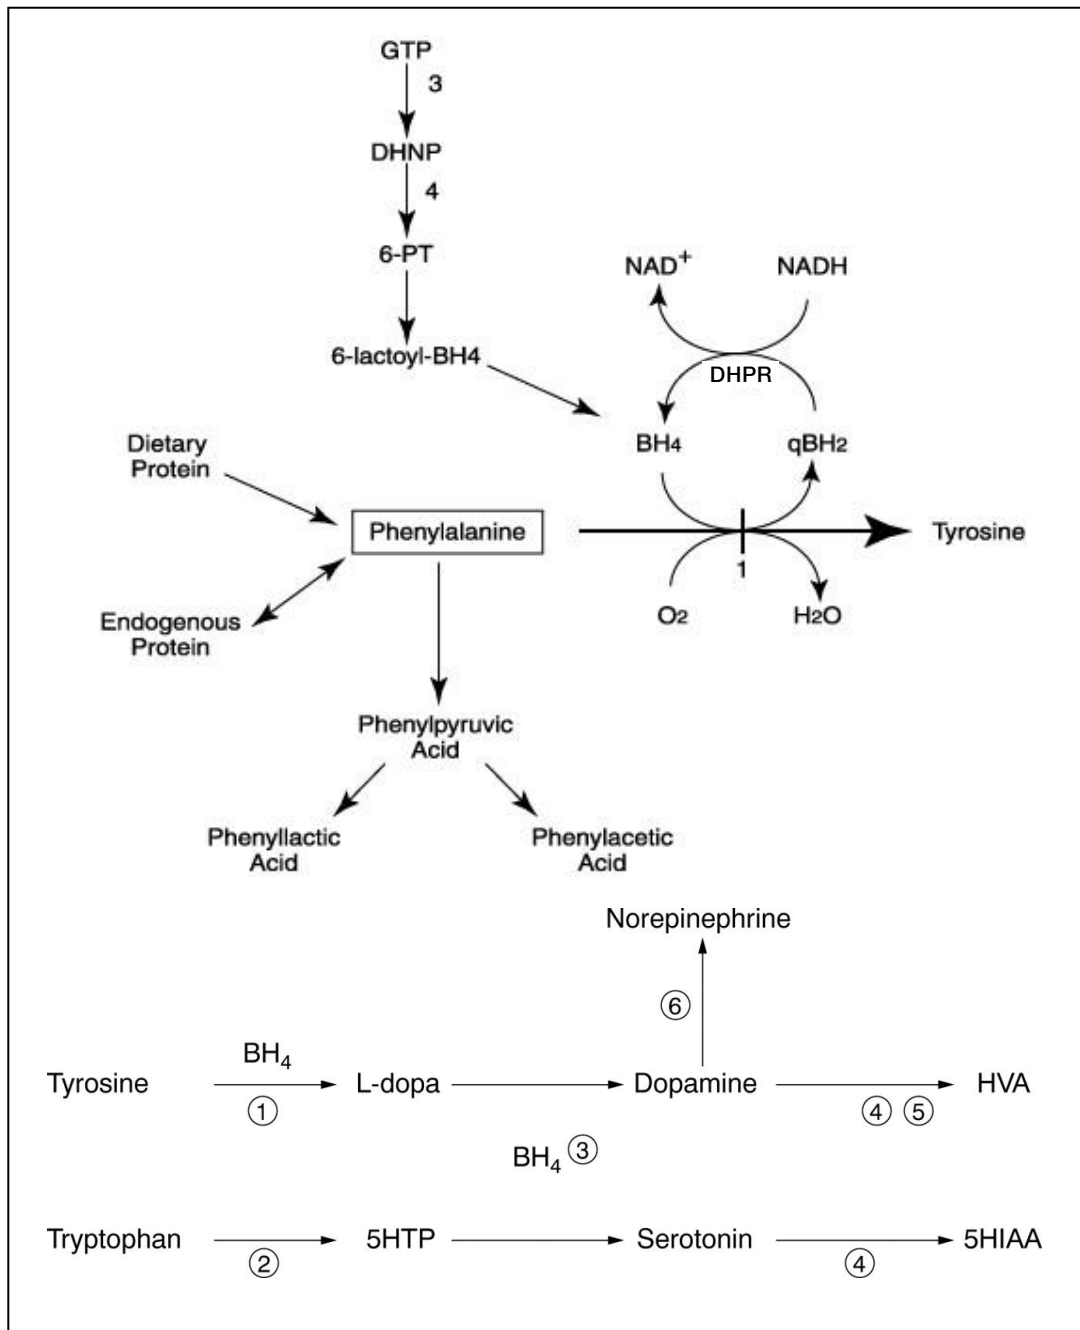 GTP
3
DHNP
4
6-PT
6-lactoyl-BH4
NAD+
NADH
DHPR
BH4
qBH2
Dietary
Protein
Phenylalanine
Tyrosine
1
O2
H2O
Endogenous
Protein
Phenylpyruvic
Acid
Phenyllactic
Acid
Phenylacetic
Acid
Norepinephrine
⑥
BH₄
Tyrosine
①
L-dopa
Dopamine
④ ⑤
HVA
BH₄ ③
Tryptophan
②
5HTP
Serotonin
④
5HIAA